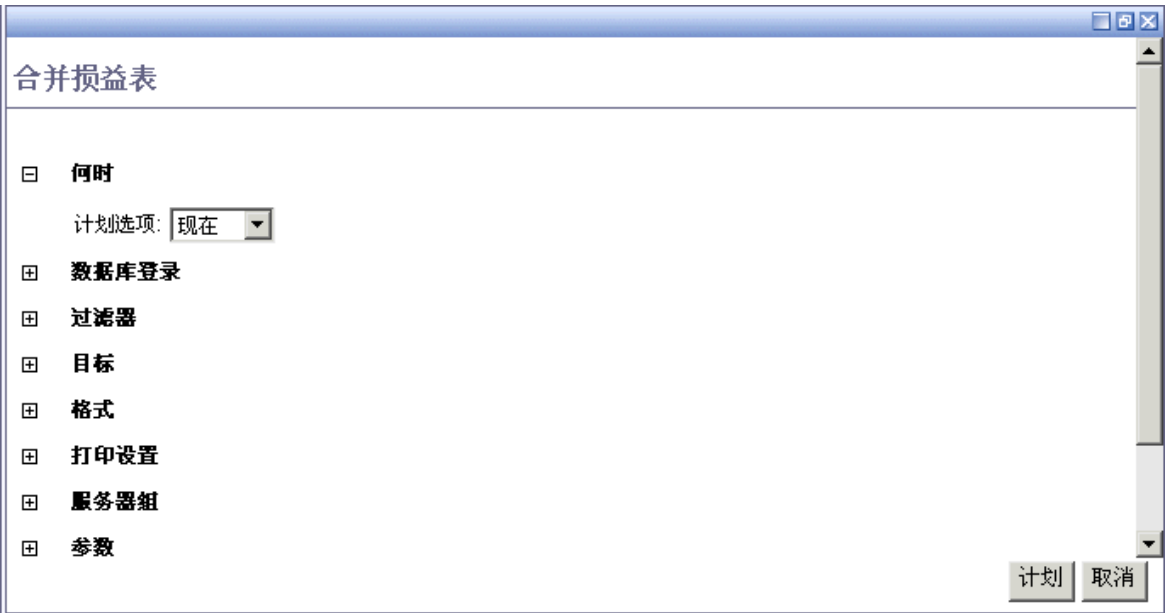 合并损益表
何时
计划选项: 现在
数据库登录
过滤器
目标
格式
打印设置
服务器组
参数
计划 取消